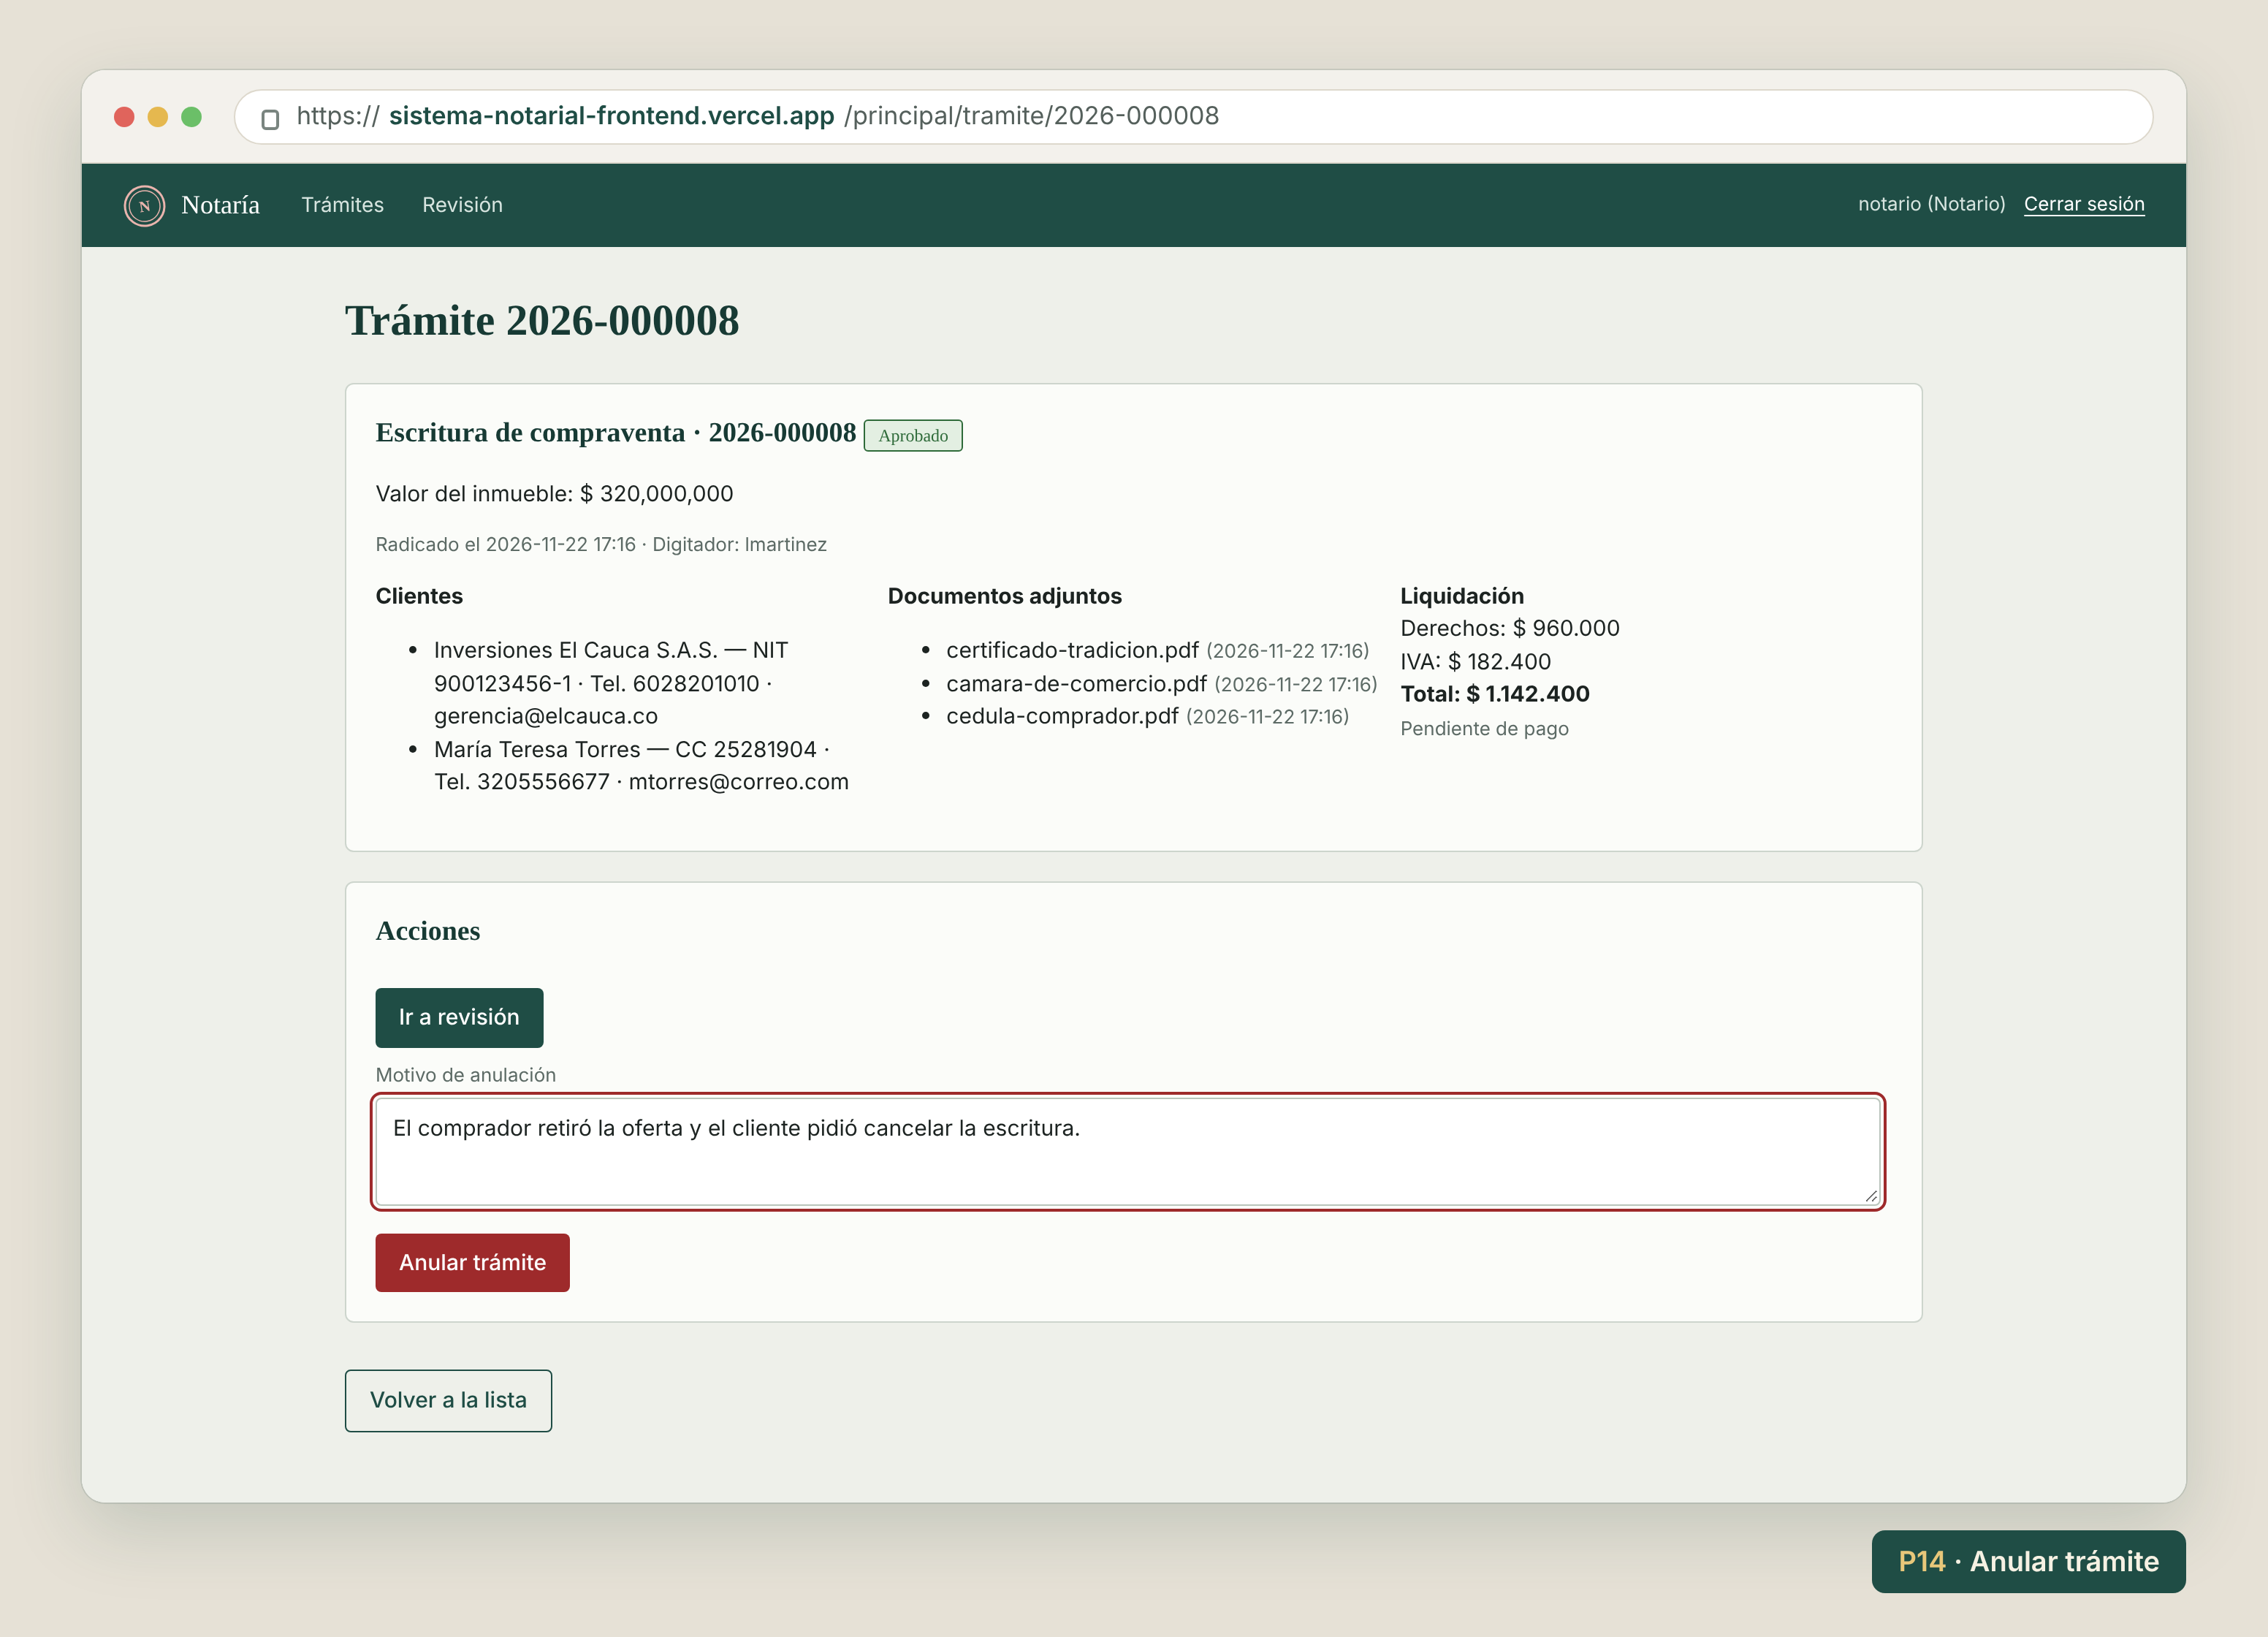 https:// sistema-notarial-frontend.vercel.app /principal/tramite/2026-000008
N Notaría Trámites Revisión notario (Notario) Cerrar sesión
Trámite 2026-000008
Escritura de compraventa · 2026-000008 Aprobado
Valor del inmueble: $ 320,000,000
Radicado el 2026-11-22 17:16 · Digitador: lmartinez
Clientes
Inversiones El Cauca S.A.S. — NIT
900123456-1 · Tel. 6028201010 ·
gerencia@elcauca.co
María Teresa Torres — CC 25281904 ·
Tel. 3205556677 · mtorres@correo.com
Documentos adjuntos
certificado-tradicion.pdf (2026-11-22 17:16)
camara-de-comercio.pdf (2026-11-22 17:16)
cedula-comprador.pdf (2026-11-22 17:16)
Liquidación
Derechos: $ 960.000
IVA: $ 182.400
Total: $ 1.142.400
Pendiente de pago
Acciones
Ir a revisión
Motivo de anulación
El comprador retiró la oferta y el cliente pidió cancelar la escritura.
Anular trámite
Volver a la lista
P14 · Anular trámite